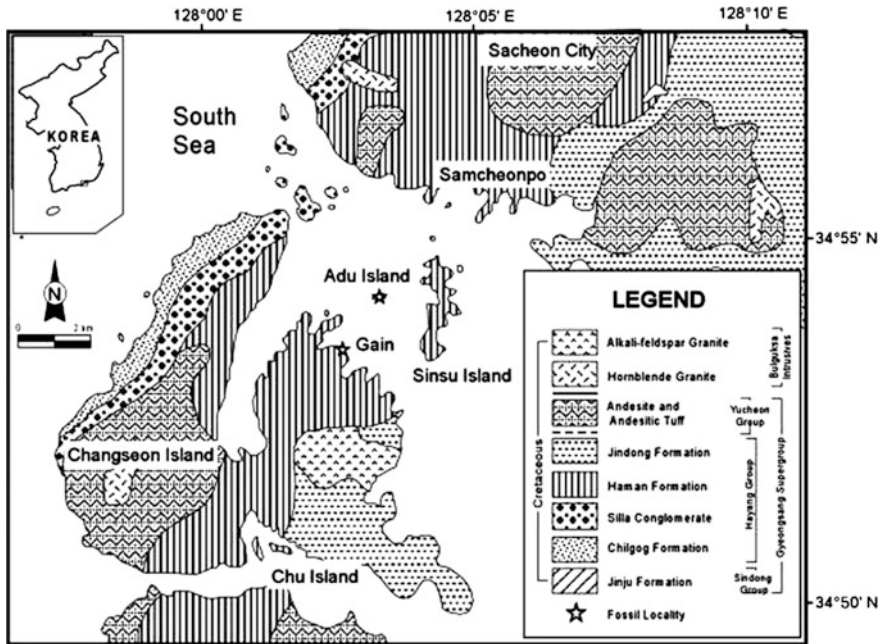 128°00' E
128°05' E
128°10' E
KOREA
South
Sea
Sacheon City
Samcheonpo
34°55' N
N
0
2 km
Adu Island
Gain
Sinsu Island
Changseon Island
Chu Island
34°50' N
LEGEND
Cretaceous
Alkali-feldspar Granite
Hornblende Granite
Bulguksa
Intrusives
Andesite and
Andesitic Tuff
Yucheon
Group
Jindong Formation
Haman Formation
Silla Conglomerate
Chilgog Formation
Hayang Group
Jinju Formation
Sindong
Group
Gyeongsang Supergroup
Fossil Locality